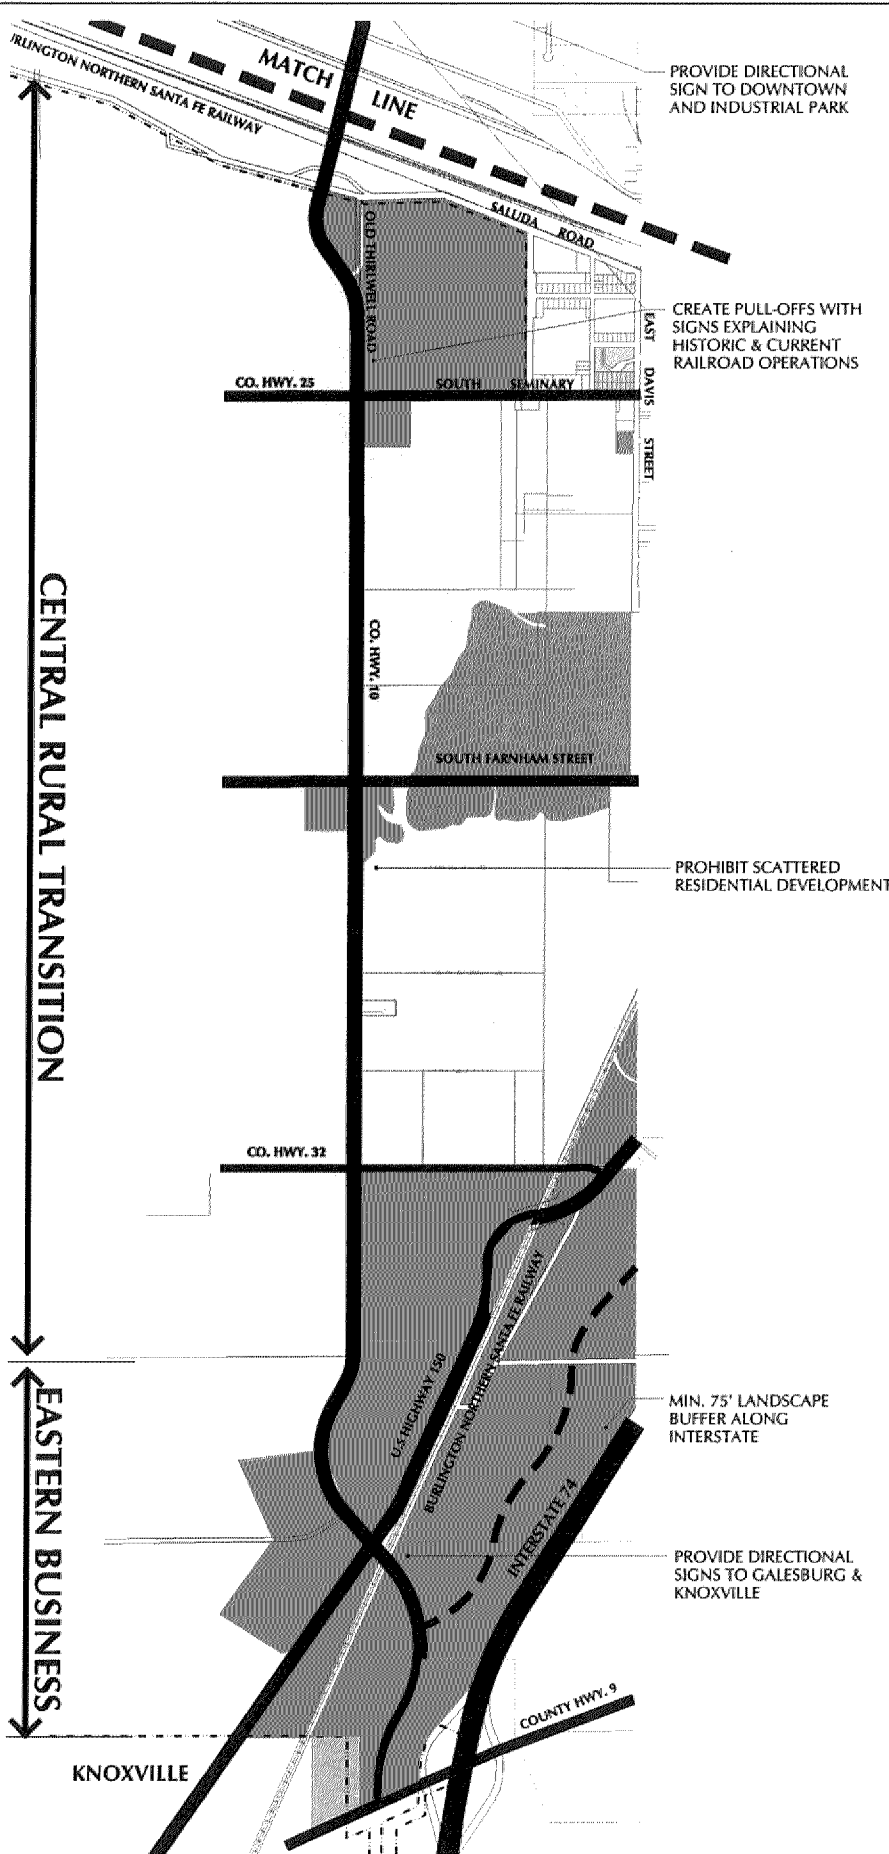 URLINGTON NORTHERN SANTA FE RAILWAY
MATCH LINE
PROVIDE DIRECTIONAL
SIGN TO DOWNTOWN
AND INDUSTRIAL PARK
SALUDA ROAD
OLD THIRLWELL ROAD
CREATE PULL-OFFS WITH
SIGNS EXPLAINING
HISTORIC & CURRENT
RAILROAD OPERATIONS
EAST DAVIS STREET
CO. HWY. 25
SOUTH SEMINARY
CENTRAL RURAL TRANSITION
CO. HWY. 10
SOUTH FARNHAM STREET
PROHIBIT SCATTERED
RESIDENTIAL DEVELOPMENT
CO. HWY. 32
U.S HIGHWAY 150
BURLINGTON NORTHERN SANTA FE RAILWAY
MIN. 75' LANDSCAPE
BUFFER ALONG
INTERSTATE
EASTERN BUSINESS
INTERSTATE 74
PROVIDE DIRECTIONAL
SIGNS TO GALESBURG &
KNOXVILLE
COUNTY HWY. 9
KNOXVILLE